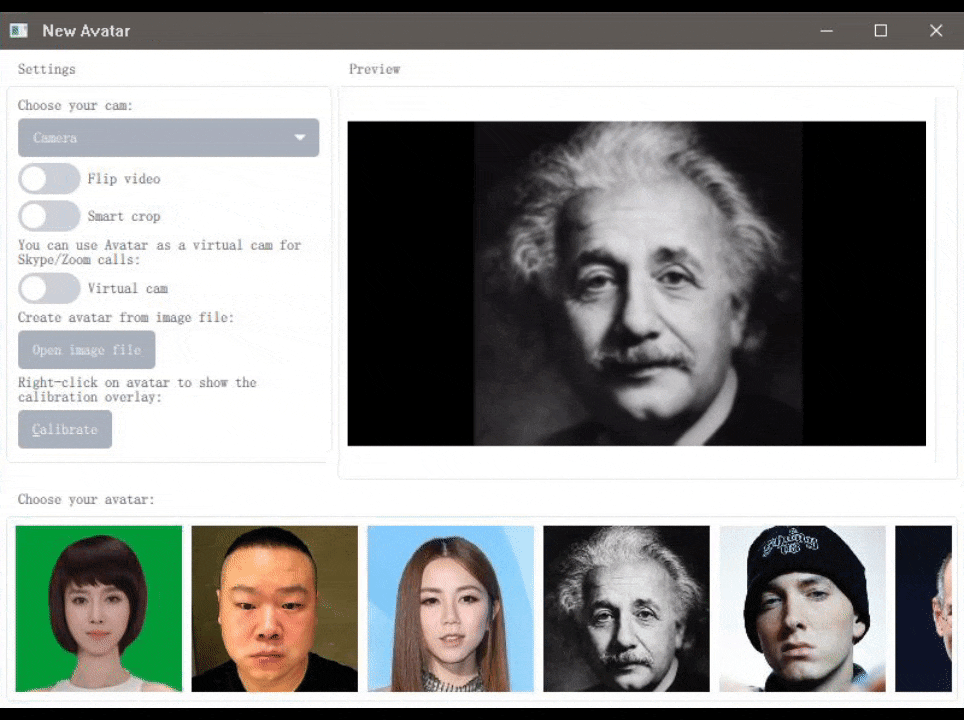 New Avatar
Settings
Preview
Choose your cam:
Camera
Flip video
Smart crop
You can use Avatar as a virtual cam for
Skype/Zoom calls:
Virtual cam
Create avatar from image file:
Open image file
Right-click on avatar to show the
calibration overlay:
Calibrate
Choose your avatar: